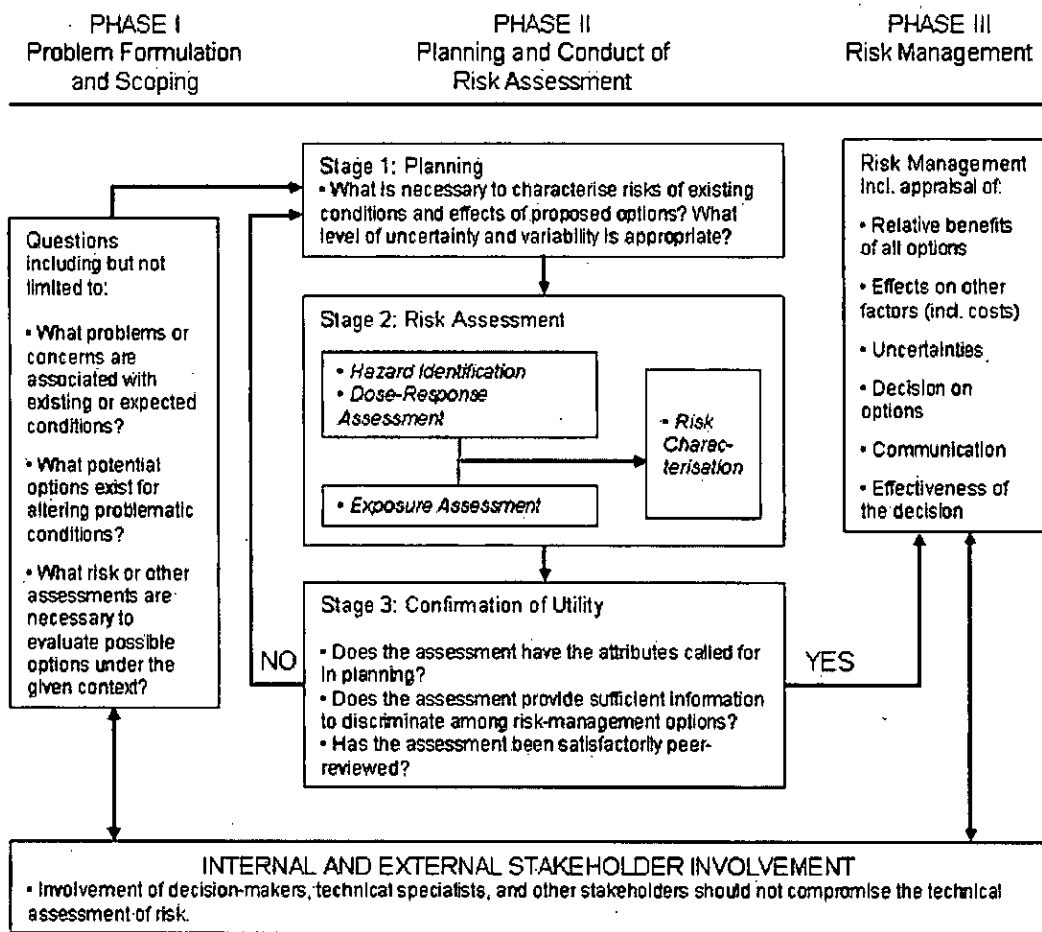 PHASE I
Problem Formulation
and Scoping
PHASE II
Planning and Conduct of
Risk Assessment
PHASE III
Risk Management
Questions
including but not
limited to:
• What problems or
concerns are
associated with
existing or expected
conditions?
• What potential
options exist for
altering problematic
conditions?
• What risk or other
assessments are
necessary to
evaluate possible
options under the
given context?
Stage 1: Planning
• What is necessary to characterise risks of existing
conditions and effects of proposed options? What
level of uncertainty and variability is appropriate?
Stage 2: Risk Assessment
• Hazard Identification
• Dose-Response
Assessment
• Exposure Assessment
• Risk
Charac-
terisation
Stage 3: Confirmation of Utility
• Does the assessment have the attributes called for
in planning?
• Does the assessment provide sufficient information
to discriminate among risk-management options?
• Has the assessment been satisfactorily peer-
reviewed?
NO
YES
Risk Management
Incl. appraisal of:
• Relative benefits
of all options
• Effects on other
factors (incl. costs)
• Uncertainties
• Decision on
options
• Communication
• Effectiveness of
the decision
INTERNAL AND EXTERNAL STAKEHOLDER INVOLVEMENT
• Involvement of decision-makers, technical specialists, and other stakeholders should not compromise the technical
assessment of risk.